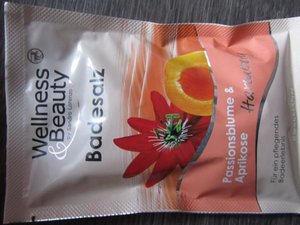 Wellness
& Beauty
Badesalz
Passionsblume &
Aprikose
Für ein pflegendes
Badeerlebnis